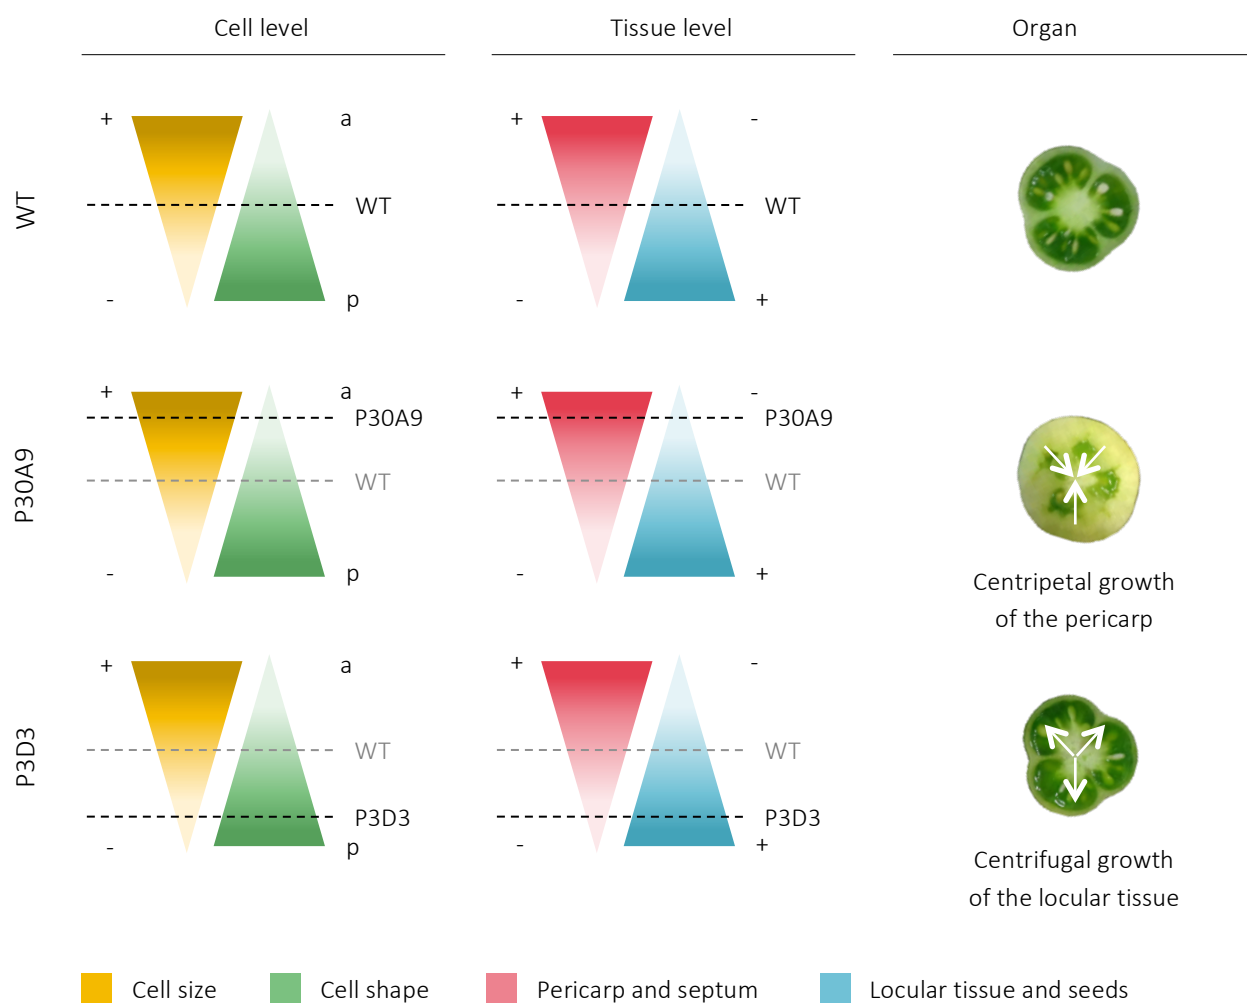 Cell level
Tissue level
Organ
WT
+
a
WT
-
p
+
-
WT
-
+
P30A9
+
a
P30A9
WT
-
p
+
-
P30A9
WT
-
+
Centripetal growth
of the pericarp
P3D3
+
a
WT
P3D3
-
p
+
-
WT
P3D3
-
+
Centrifugal growth
of the locular tissue
Cell size
Cell shape
Pericarp and septum
Locular tissue and seeds